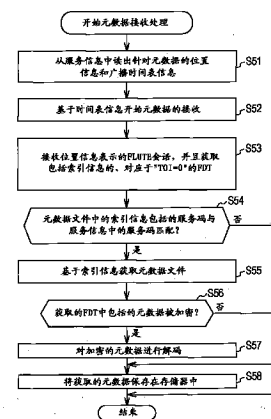 开始元数据接收处理
S51
从服务信息中读出针对元数据的位置
信息和广播时间表信息
S52
基于时间表信息开始元数据的接收
S53
接收位置信息表示的FLUTE会话，并且获取
包括索引信息的、对应于"TOI=0"的FDT
S54
元数据文件中的索引信息包括的服务码与
服务信息中的服务码匹配？
否
是
S55
基于索引信息获取元数据文件
S56
获取的FDT中包括的元数据被加密？
否
是
S57
对加密的元数据进行解码
S58
将获取的元数据保存在存储器中
结束